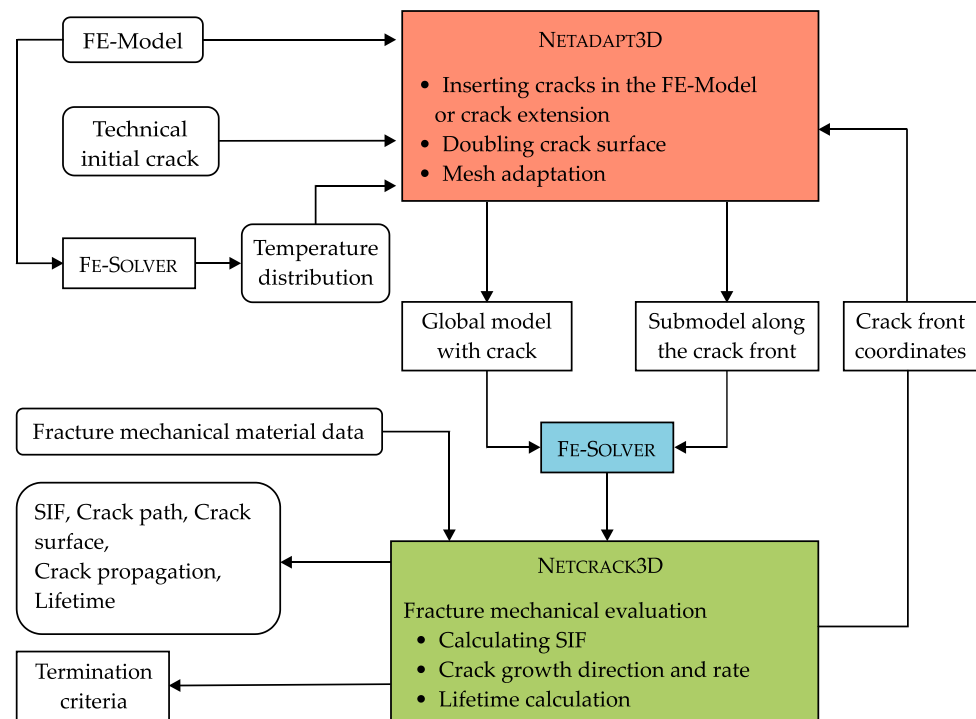 FE-Model
NETADAPT3D
• Inserting cracks in the FE-Model
or crack extension
• Doubling crack surface
• Mesh adaptation
Technical
initial crack
FE-SOLVER
Temperature
distribution
Global model
with crack
Submodel along
the crack front
Crack front
coordinates
Fracture mechanical material data
FE-SOLVER
SIF, Crack path, Crack
surface,
Crack propagation,
Lifetime
NETCRACK3D
Fracture mechanical evaluation
• Calculating SIF
• Crack growth direction and rate
• Lifetime calculation
Termination
criteria